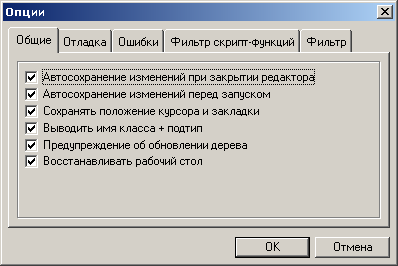 Опции
Общие Отладка Ошибки Фильтр скрипт-функций Фильтр
Автосохранение изменений при закрытии редактора
Автосохранение изменений перед запуском
Сохранять положение курсора и закладки
Выводить имя класса + подтип
Предупреждение об обновлении дерева
Восстанавливать рабочий стол
OK Отмена